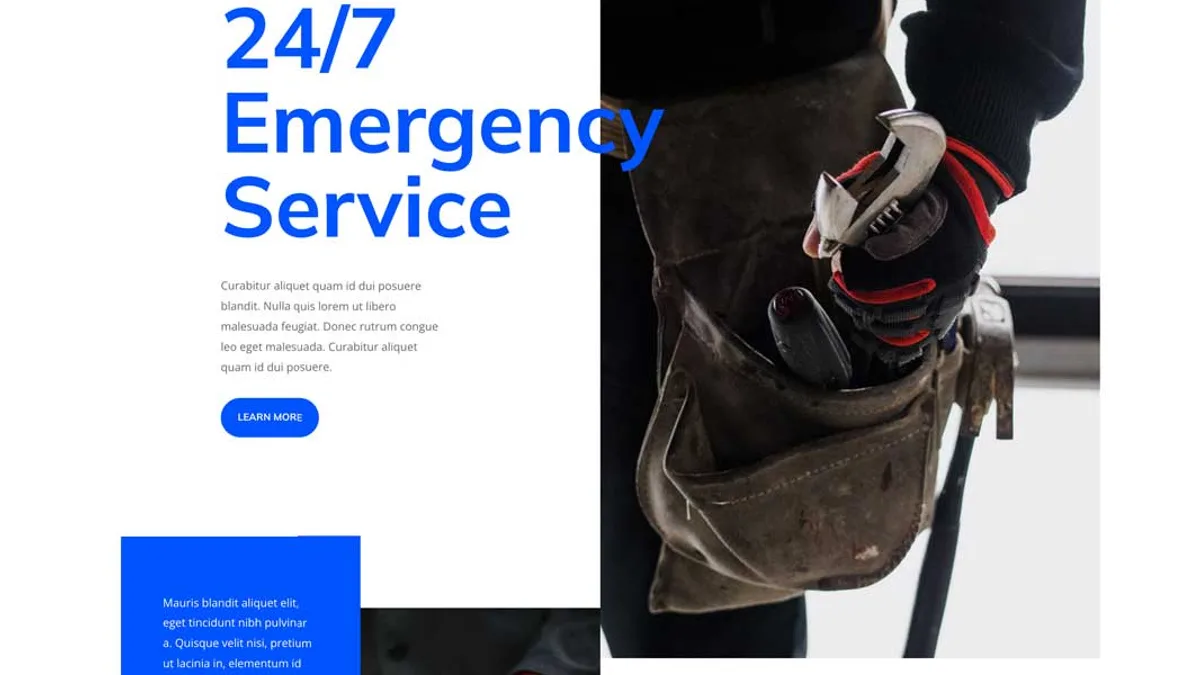 24/7
Emergency
Service
Curabitur aliquet quam id dui posuere
blandit. Nulla quis lorem ut libero
malesuada feugiat. Donec rutrum congue
leo eget malesuada. Curabitur aliquet
quam id dui posuere.
LEARN MORE
Mauris blandit aliquet elit,
eget tincidunt nibh pulvinar
a. Quisque velit nisi, pretium
ut lacinia in, elementum id